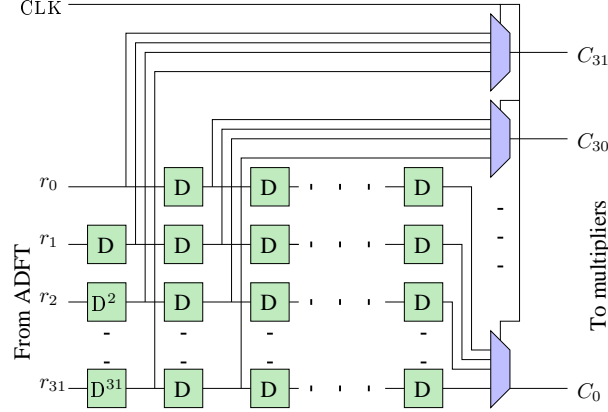 CLK
C31
C30
r0 D D D
r1 D D D D
r2 D² D D D
r31 D³¹ D D D
C0
From ADFT
To multipliers